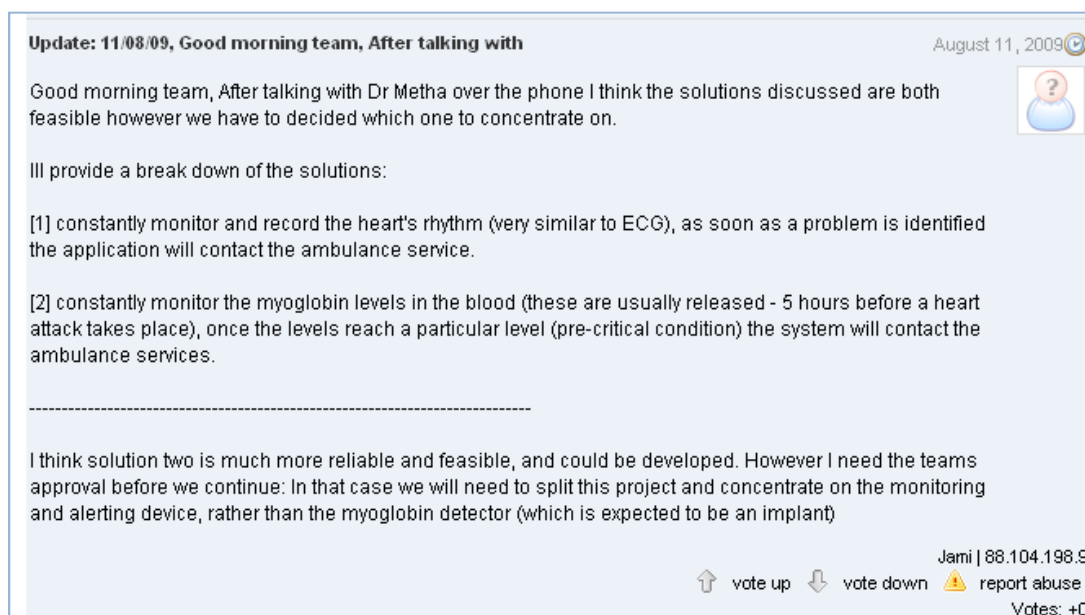 Update: 11/08/09, Good morning team, After talking with
August 11, 2009
Good morning team, After talking with Dr Metha over the phone I think the solutions discussed are both
feasible however we have to decided which one to concentrate on.
Ill provide a break down of the solutions:
[1] constantly monitor and record the heart's rhythm (very similar to ECG), as soon as a problem is identified
the application will contact the ambulance service.
[2] constantly monitor the myoglobin levels in the blood (these are usually released - 5 hours before a heart
attack takes place), once the levels reach a particular level (pre-critical condition) the system will contact the
ambulance services.
------------------------------------------------------------------------------
I think solution two is much more reliable and feasible, and could be developed. However I need the teams
approval before we continue: In that case we will need to split this project and concentrate on the monitoring
and alerting device, rather than the myoglobin detector (which is expected to be an implant)
Jami | 88.104.198.9
vote up vote down report abuse
Votes: +0